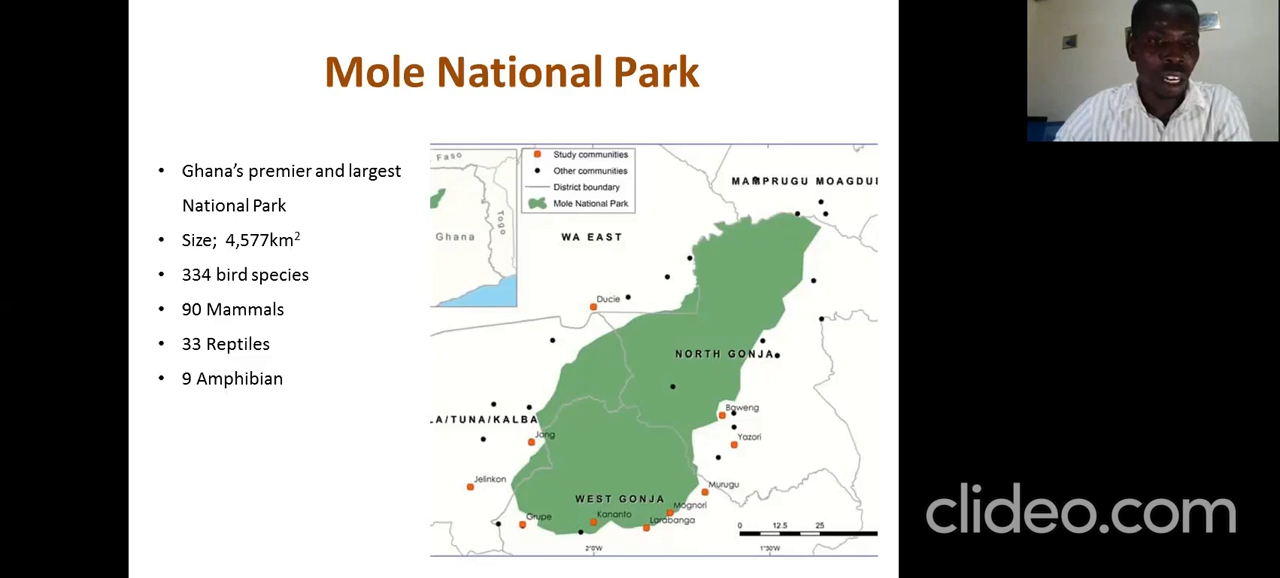 Mole National Park
• Ghana's premier and largest
National Park
• Size; 4,577km²
• 334 bird species
• 90 Mammals
• 33 Reptiles
• 9 Amphibian
Faso
Togo
Ghana
Study communities
Other communities
District boundary
Mole National Park
MAMPRUGU MOAGDU
WA EAST
Ducie
NORTH GONJA
LA/TUNA/KALBA
Jang
Baweng
Yazori
Jelinkon
Murugu
WEST GONJA
Mognori
Grupe
Kananto
Larabanga
0 12.5 25
2°0'W
1°30'W
clideo.com